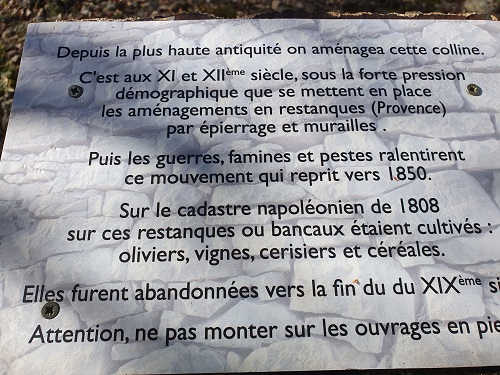 Depuis la plus haute antiquité on aménagea cette colline.
C'est aux XI et XIIème siècle, sous la forte pression
démographique que se mettent en place
les aménagements en restanques (Provence)
par épierrage et murailles .
Puis les guerres, famines et pestes ralentirent
ce mouvement qui reprit vers 1850.
Sur le cadastre napoléonien de 1808
sur ces restanques ou bancaux étaient cultivés :
oliviers, vignes, cerisiers et céréales.
Elles furent abandonnées vers la fin du du XIXème si
Attention, ne pas monter sur les ouvrages en pie